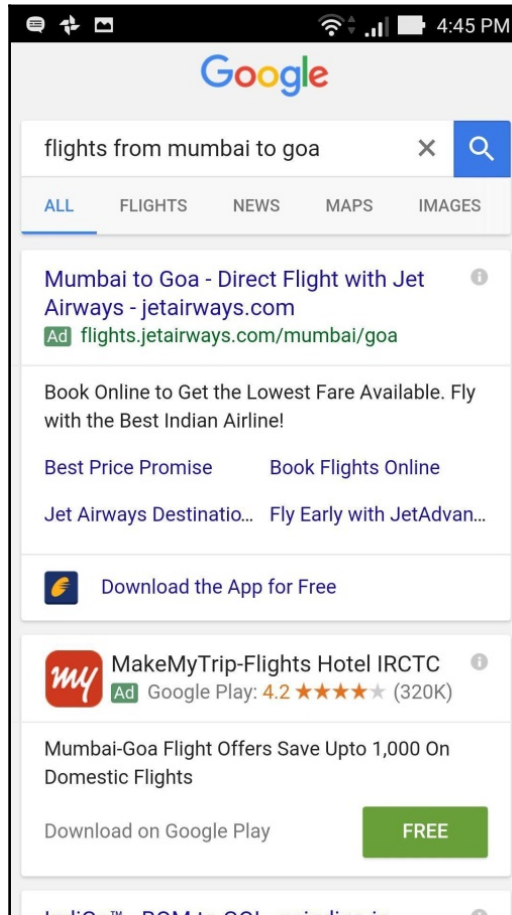 4:45 PM
Google
flights from mumbai to goa
ALL FLIGHTS NEWS MAPS IMAGES
Mumbai to Goa - Direct Flight with Jet
Airways - jetairways.com
Ad flights.jetairways.com/mumbai/goa
Book Online to Get the Lowest Fare Available. Fly
with the Best Indian Airline!
Best Price Promise Book Flights Online
Jet Airways Destinatio... Fly Early with JetAdvan...
Download the App for Free
my MakeMyTrip-Flights Hotel IRCTC
Ad Google Play: 4.2 ★★★★★ (320K)
Mumbai-Goa Flight Offers Save Upto 1,000 On
Domestic Flights
Download on Google Play FREE